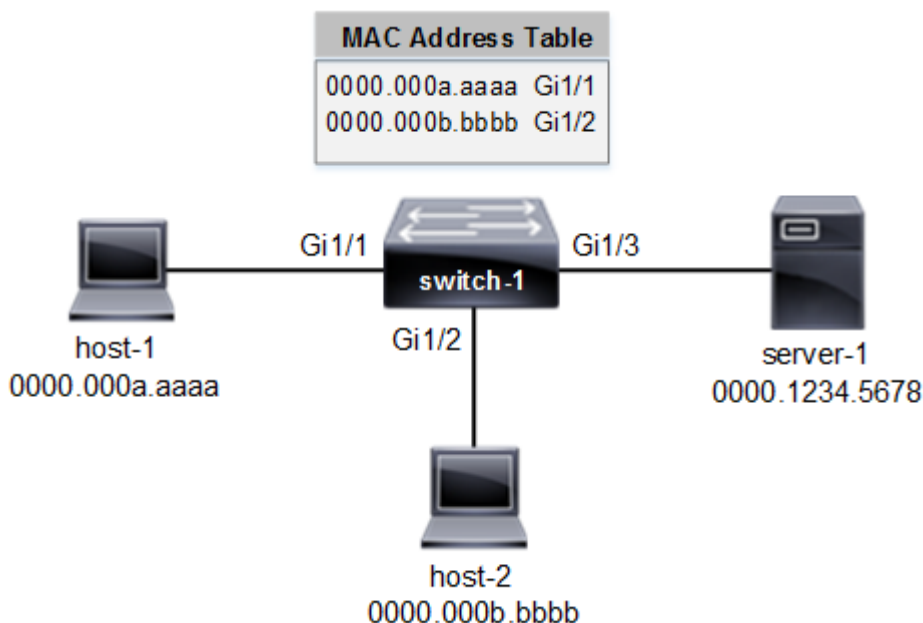 MAC Address Table
0000.000a.aaaa Gi1/1
0000.000b.bbbb Gi1/2
Gi1/1
Gi1/3
switch-1
Gi1/2
host-1
0000.000a.aaaa
server-1
0000.1234.5678
host-2
0000.000b.bbbb